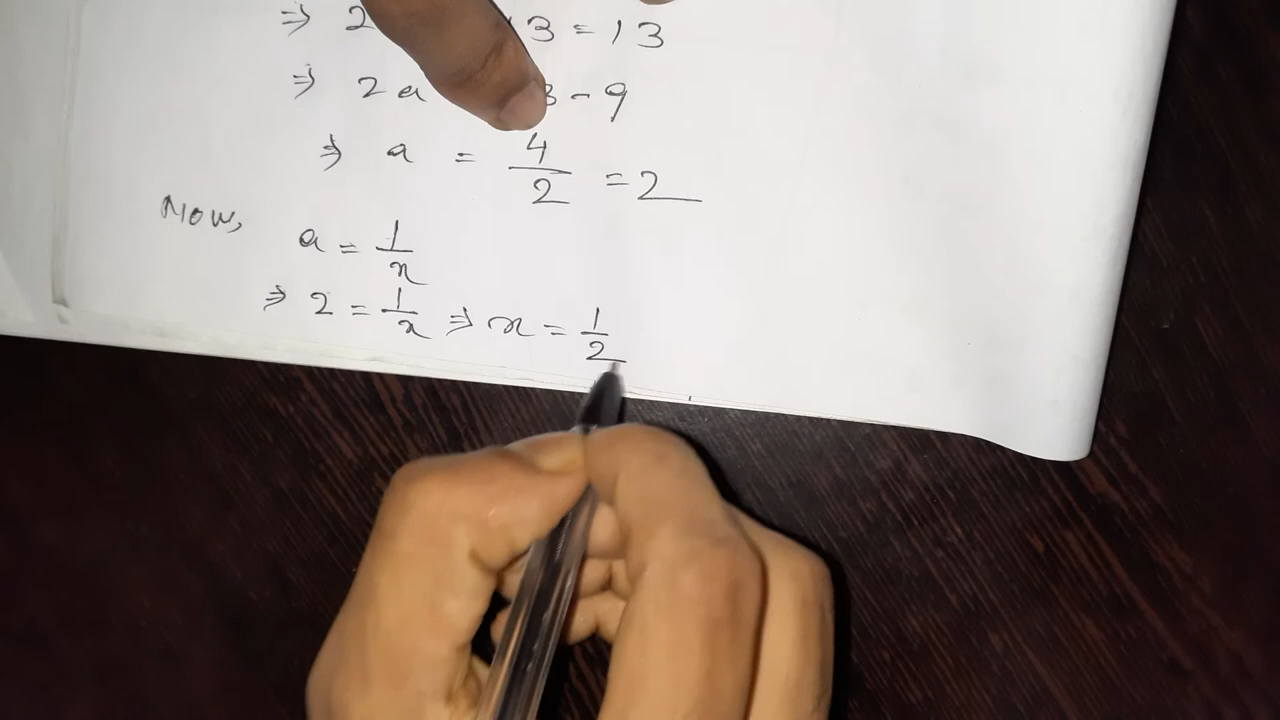 ⇒ 2 3 = 13
⇒ 2a 3 - 9
⇒ a = 4/2 = 2
Now,
a = 1/x
⇒ 2 = 1/x ⇒ x = 1/2